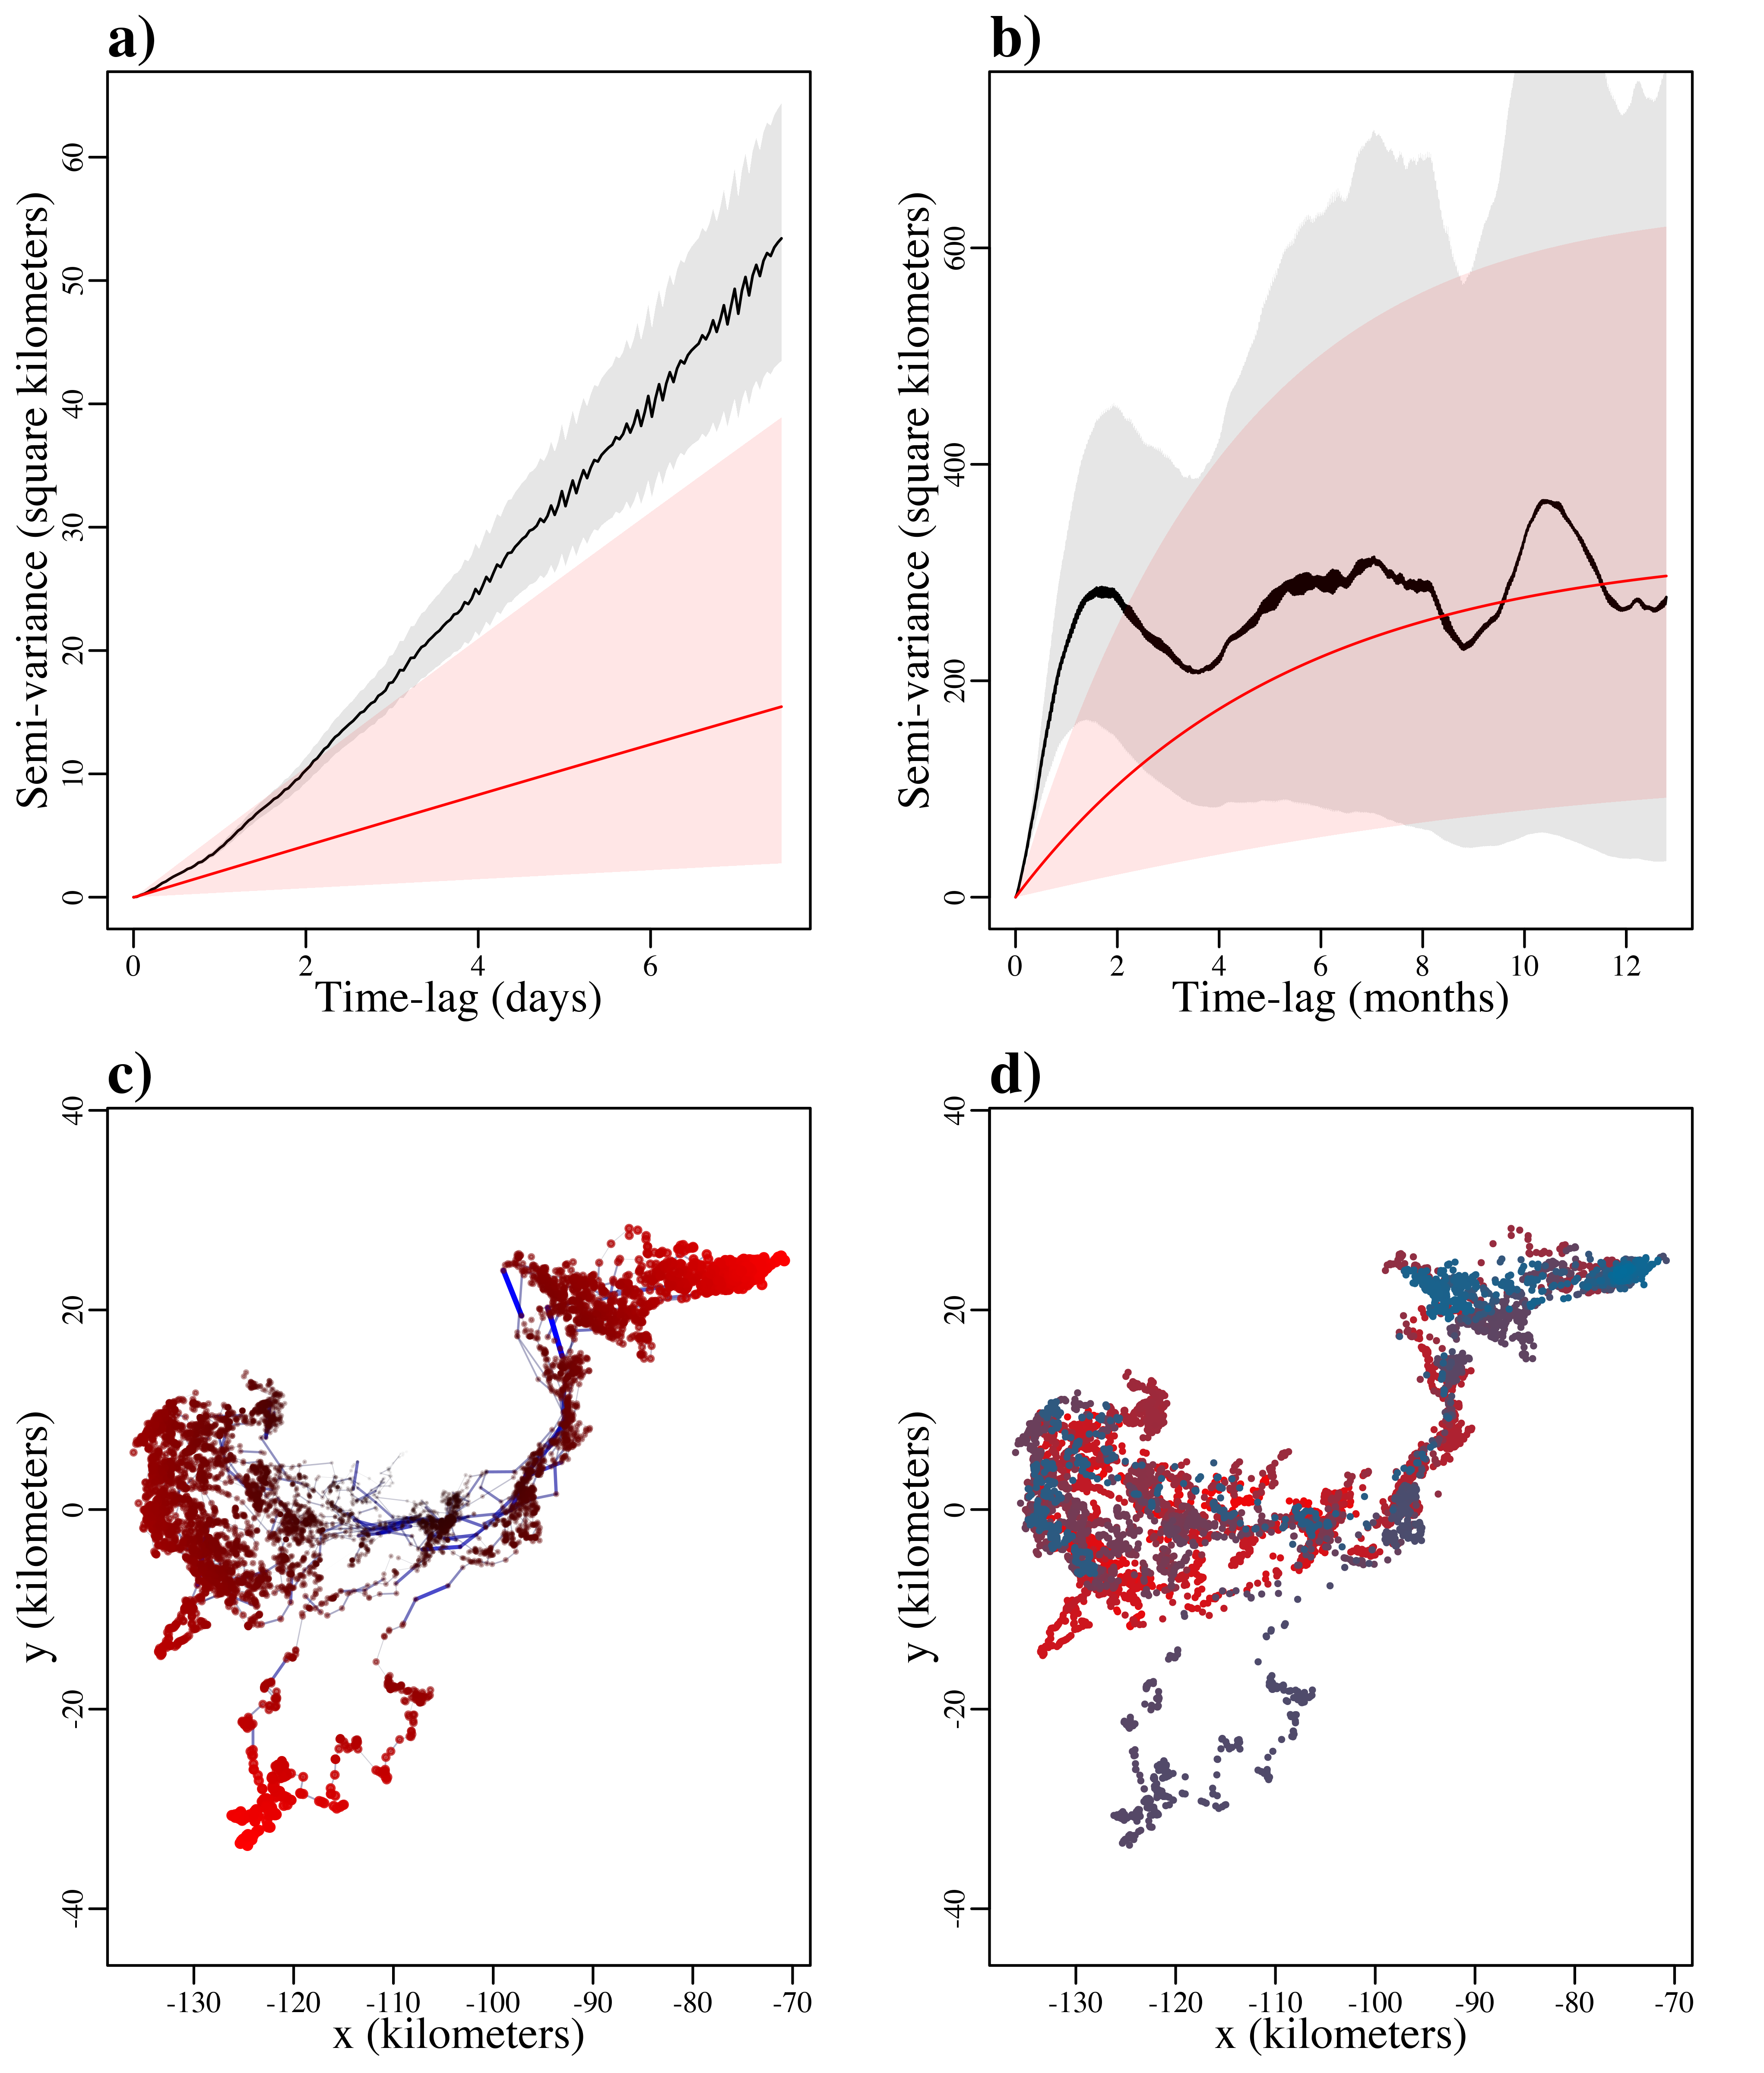 a)
Semi-variance (square kilometers)
60
50
40
30
20
10
0
0 2 4 6
Time-lag (days)
b)
Semi-variance (square kilometers)
600
400
200
0
0 2 4 6 8 10 12
Time-lag (months)
c)
y (kilometers)
40
20
0
-20
-40
-130 -120 -110 -100 -90 -80 -70
x (kilometers)
d)
y (kilometers)
40
20
0
-20
-40
-130 -120 -110 -100 -90 -80 -70
x (kilometers)